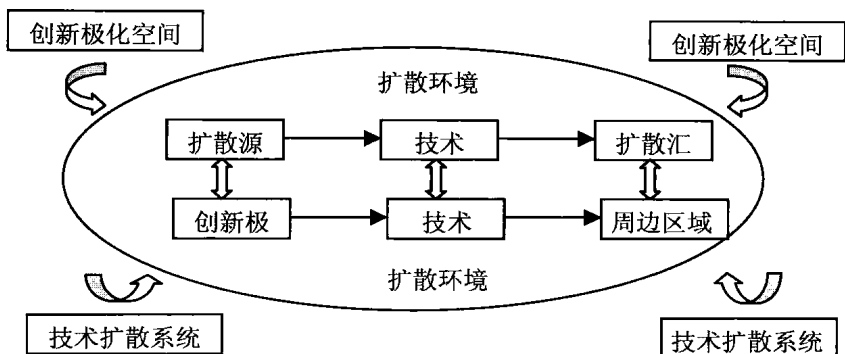 创新极化空间
创新极化空间
扩散环境
扩散源
技术
扩散汇
创新极
技术
周边区域
扩散环境
技术扩散系统
技术扩散系统